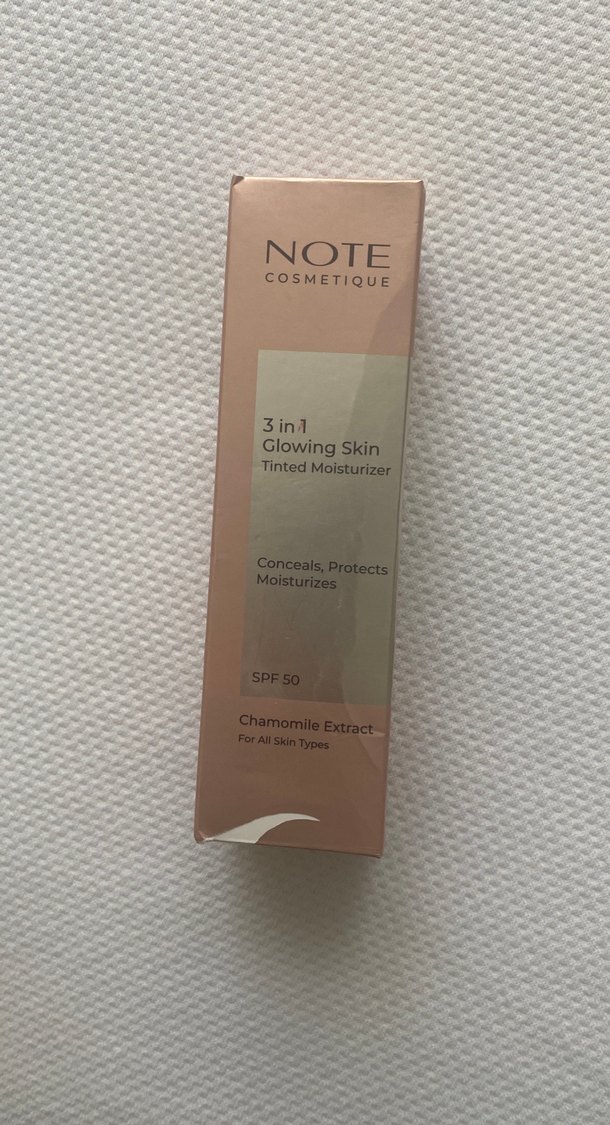 NOTE
COSMETIQUE
3 in 1
Glowing Skin
Tinted Moisturizer
Conceals, Protects
Moisturizes
SPF 50
Chamomile Extract
For All Skin Types